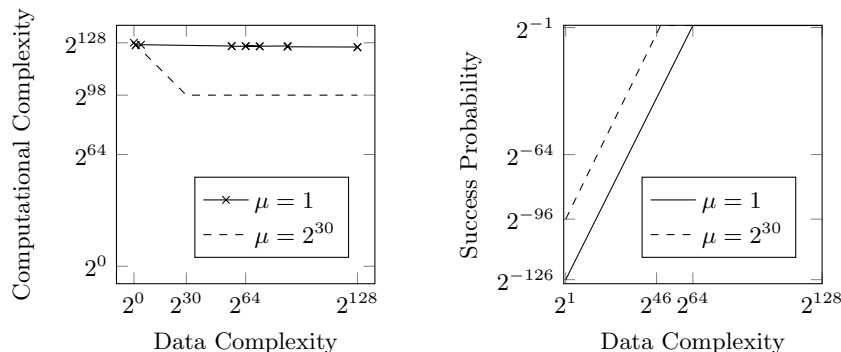 Computational Complexity
2^128
2^98
2^64
2^0
μ = 1
μ = 2^30
2^0 2^30 2^64 2^128
Data Complexity
Success Probability
2^−1
2^−64
2^−96
2^−126
μ = 1
μ = 2^30
2^1 2^46 2^64 2^128
Data Complexity